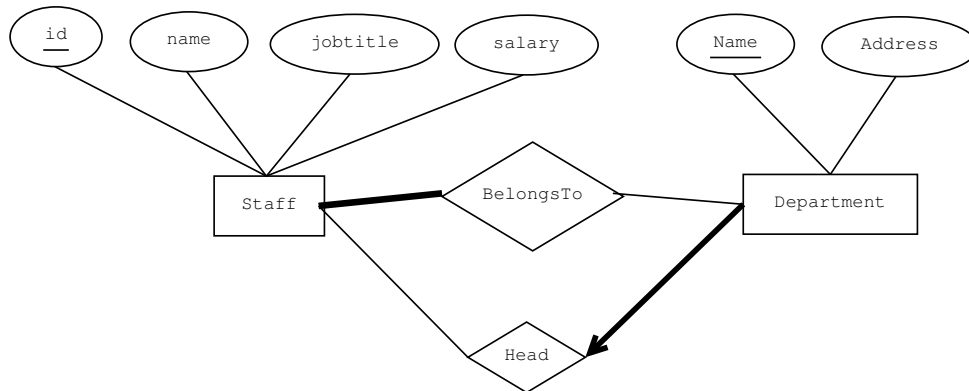 id
name
jobtitle
salary
Name
Address
Staff
BelongsTo
Department
Head